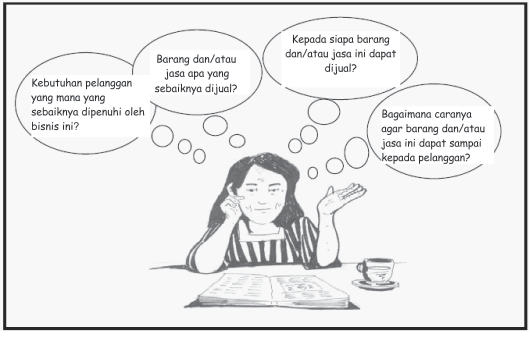 Kebutuhan pelanggan
yang mana yang
sebaiknya dipenuhi oleh
bisnis ini?
Barang dan/atau
jasa apa yang
sebaiknya dijual?
Kepada siapa barang
dan/atau jasa ini dapat
dijual?
Bagaimana caranya
agar barang dan/atau
jasa ini dapat sampai
kepada pelanggan?